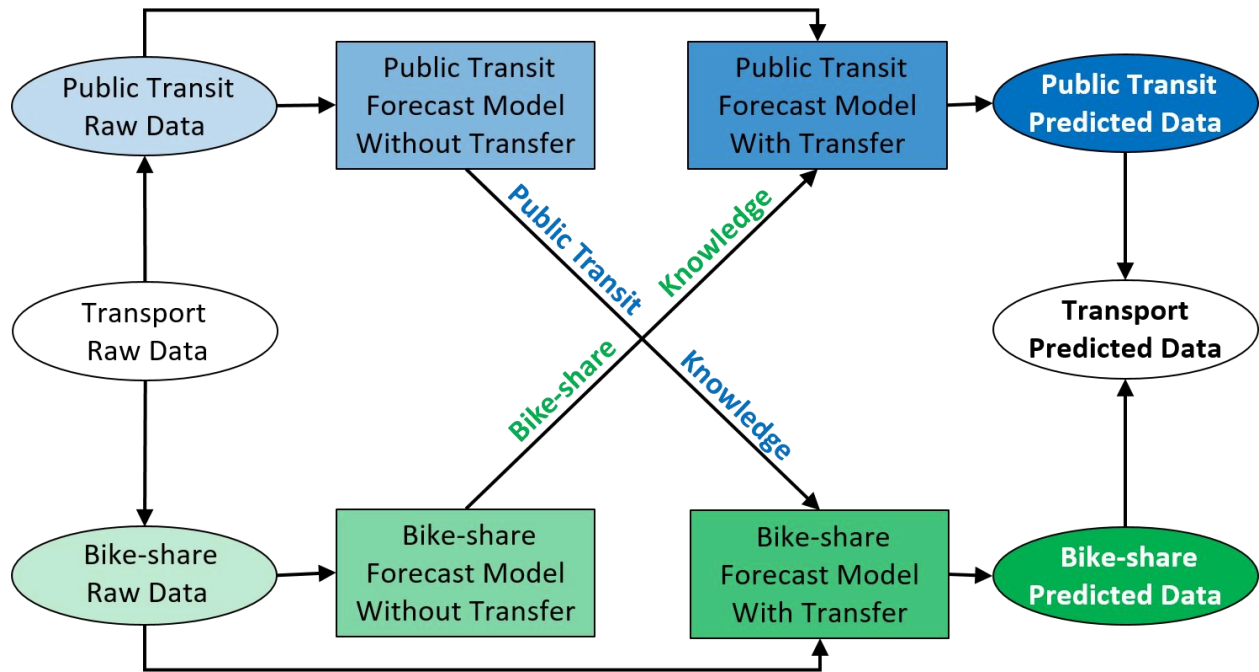 Public Transit
Raw Data
Public Transit
Forecast Model
Without Transfer
Public Transit
Forecast Model
With Transfer
Public Transit
Predicted Data
Public Transit
Knowledge
Bike-share
Knowledge
Transport
Raw Data
Transport
Predicted Data
Bike-share
Raw Data
Bike-share
Forecast Model
Without Transfer
Bike-share
Forecast Model
With Transfer
Bike-share
Predicted Data